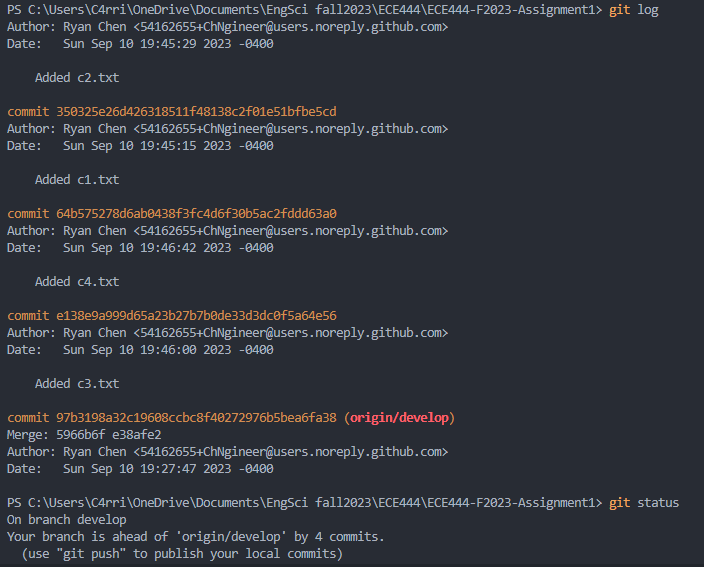 PS C:\Users\C4rri\OneDrive\Documents\EngSci fall2023\ECE444\ECE444-F2023-Assignment1> git log
Author: Ryan Chen <54162655+ChNgineer@users.noreply.github.com>
Date:   Sun Sep 10 19:45:29 2023 -0400
    Added c2.txt
commit 350325e26d426318511f48138c2f01e51bfbe5cd
Author: Ryan Chen <54162655+ChNgineer@users.noreply.github.com>
Date:   Sun Sep 10 19:45:15 2023 -0400
    Added c1.txt
commit 64b575278d6ab0438f3fc4d6f30b5ac2fddd63a0
Author: Ryan Chen <54162655+ChNgineer@users.noreply.github.com>
Date:   Sun Sep 10 19:46:42 2023 -0400
    Added c4.txt
commit e138e9a999d65a23b27b7b0de33d3dc0f5a64e56
Author: Ryan Chen <54162655+ChNgineer@users.noreply.github.com>
Date:   Sun Sep 10 19:46:00 2023 -0400
    Added c3.txt
commit 97b3198a32c19608ccbc8f40272976b5bea6fa38 (origin/develop)
Merge: 5966b6f e38afe2
Author: Ryan Chen <54162655+ChNgineer@users.noreply.github.com>
Date:   Sun Sep 10 19:27:47 2023 -0400
PS C:\Users\C4rri\OneDrive\Documents\EngSci fall2023\ECE444\ECE444-F2023-Assignment1> git status
On branch develop
Your branch is ahead of 'origin/develop' by 4 commits.
  (use "git push" to publish your local commits)